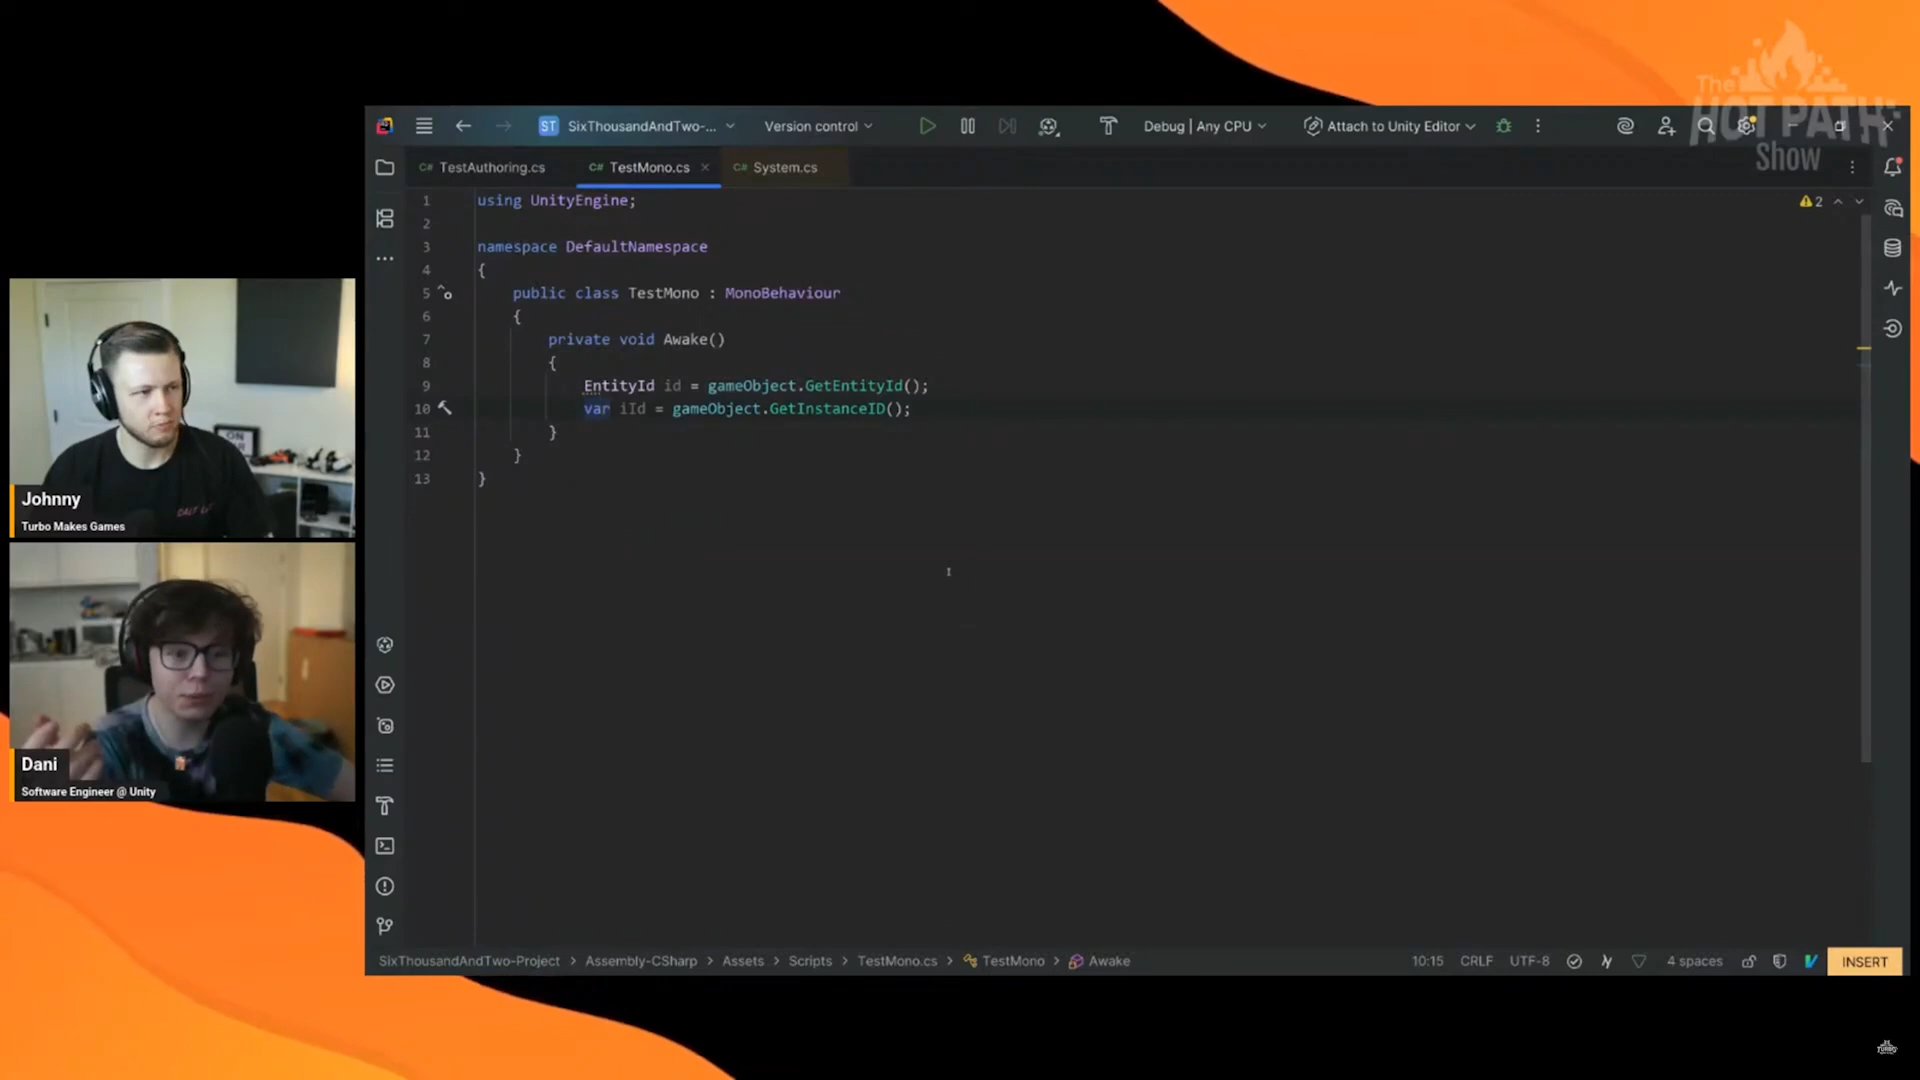 The
HOT PATH
Show
ST SixThousandAndTwo-... Version control Debug | Any CPU Attach to Unity Editor
C# TestAuthoring.cs C# TestMono.cs C# System.cs
1 using UnityEngine; 2
2
3 namespace DefaultNamespace
4 {
5 public class TestMono : MonoBehaviour
6 {
7 private void Awake()
8 {
9 EntityId id = gameObject.GetEntityId();
10 var iId = gameObject.GetInstanceID();
11 }
12 }
13 }
ON
Johnny
Turbo Makes Games
Dani
Software Engineer @ Unity
SixThousandAndTwo-Project > Assembly-CSharp > Assets > Scripts > TestMono.cs > TestMono > Awake 10:15 CRLF UTF-8 4 spaces INSERT
TURBO